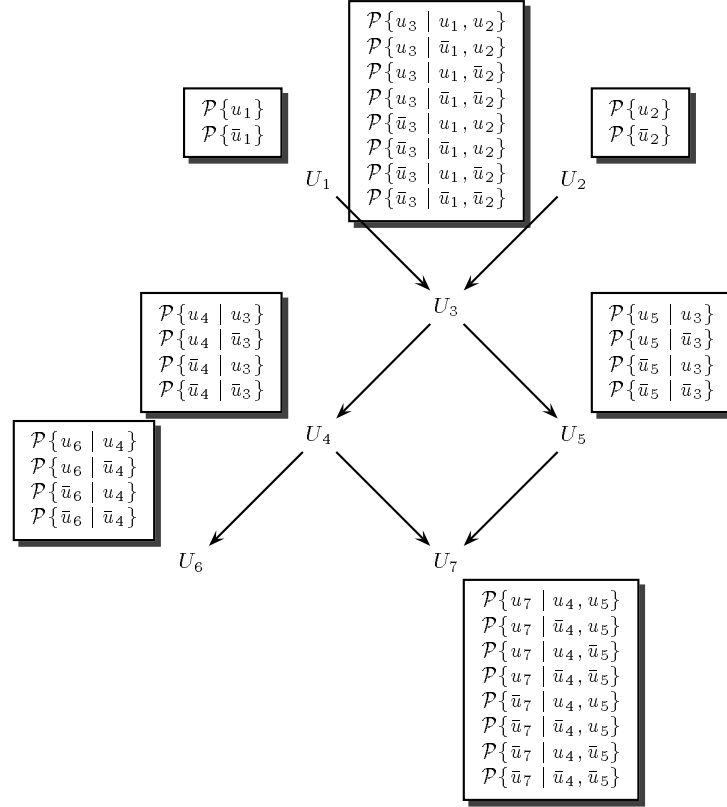 𝒫{u₃ | u₁, u₂}
𝒫{u₃ | ū₁, u₂}
𝒫{u₃ | u₁, ū₂}
𝒫{u₃ | ū₁, ū₂}
𝒫{ū₃ | u₁, u₂}
𝒫{ū₃ | ū₁, u₂}
𝒫{ū₃ | u₁, ū₂}
𝒫{ū₃ | ū₁, ū₂}
𝒫{u₁}
𝒫{ū₁}
𝒫{u₂}
𝒫{ū₂}
U₁
U₂
U₃
𝒫{u₄ | u₃}
𝒫{u₄ | ū₃}
𝒫{ū₄ | u₃}
𝒫{ū₄ | ū₃}
𝒫{u₅ | u₃}
𝒫{u₅ | ū₃}
𝒫{ū₅ | u₃}
𝒫{ū₅ | ū₃}
U₄
U₅
𝒫{u₆ | u₄}
𝒫{u₆ | ū₄}
𝒫{ū₆ | u₄}
𝒫{ū₆ | ū₄}
U₆
U₇
𝒫{u₇ | u₄, u₅}
𝒫{u₇ | ū₄, u₅}
𝒫{u₇ | u₄, ū₅}
𝒫{u₇ | ū₄, ū₅}
𝒫{ū₇ | u₄, u₅}
𝒫{ū₇ | ū₄, u₅}
𝒫{ū₇ | u₄, ū₅}
𝒫{ū₇ | ū₄, ū₅}